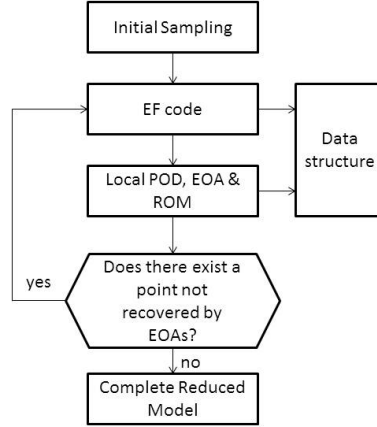 Initial Sampling
EF code
Data
structure
Local POD, EOA &
ROM
Does there exist a
point not
recovered by
EOAs?
yes
no
Complete Reduced
Model